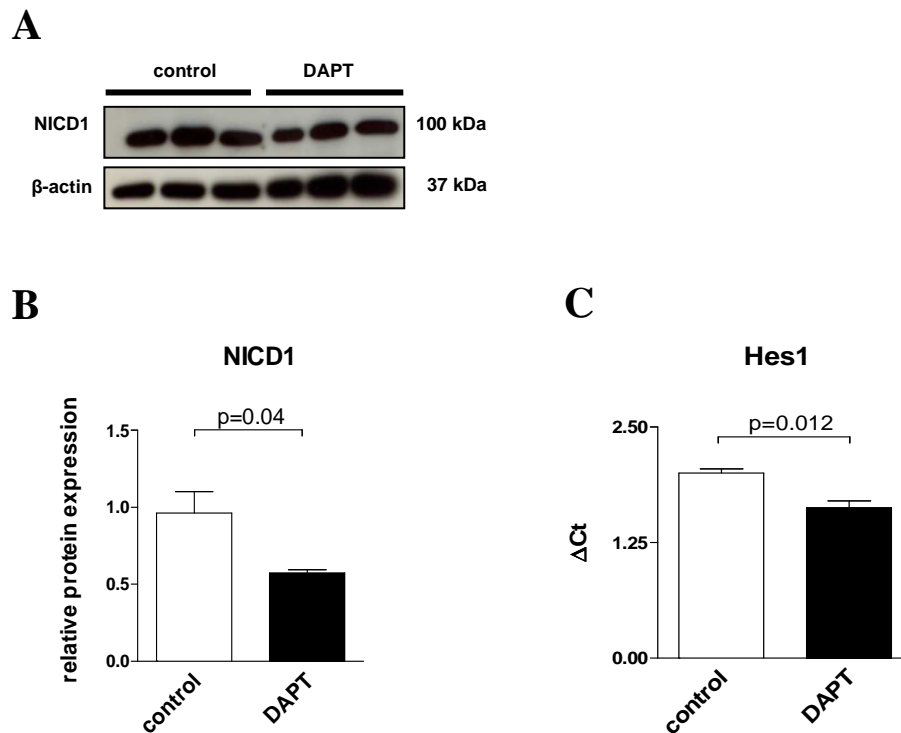 A
control DAPT
NICD1 100 kDa
β-actin 37 kDa
B
NICD1
relative protein expression
p=0.04
1.5
1.0
0.5
0.0
control DAPT
C
Hes1
ΔCt
p=0.012
2.50
1.25
0.00
control DAPT